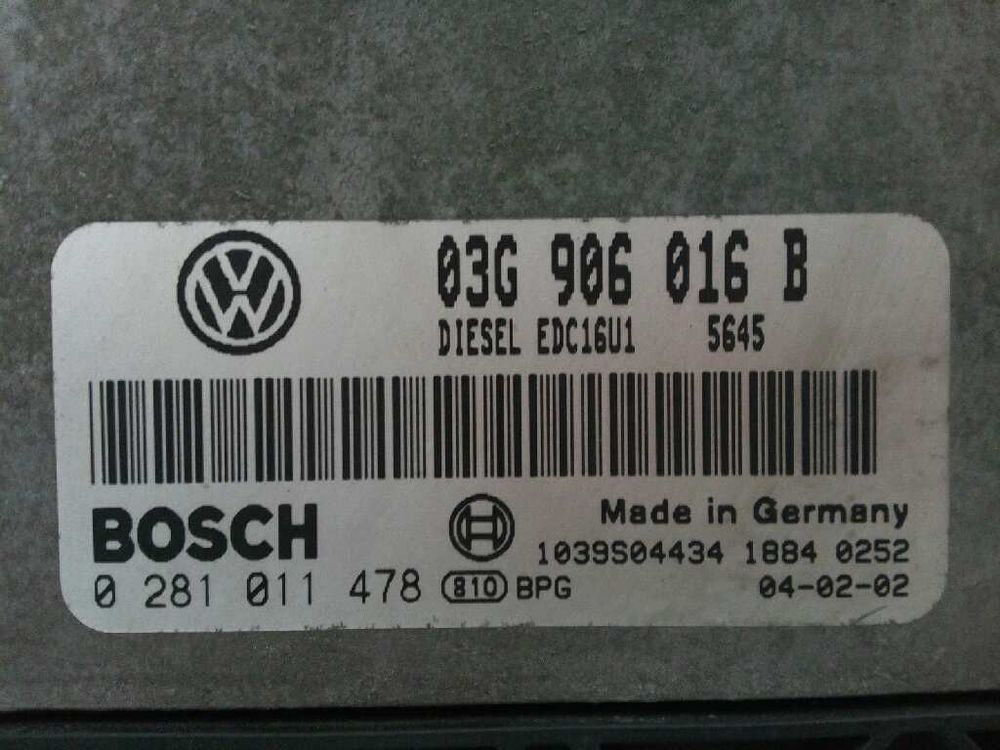 03G 906 016 B
DIESEL EDC16U1 5645
BOSCH
Made in Germany
1039S04434 1884 0252
0 281 011 478 810 BPG 04-02-02